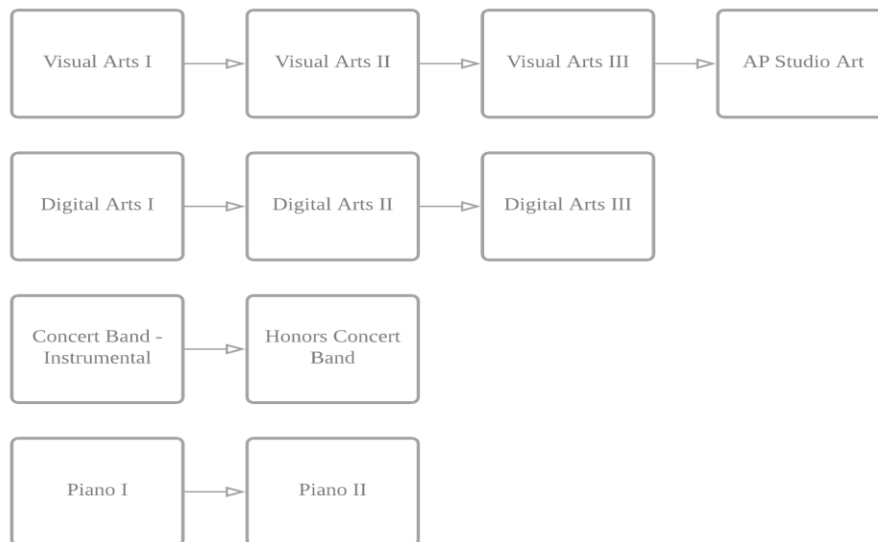 Visual Arts I
Visual Arts II
Visual Arts III
AP Studio Art
Digital Arts I
Digital Arts II
Digital Arts III
Concert Band -
Instrumental
Honors Concert
Band
Piano I
Piano II